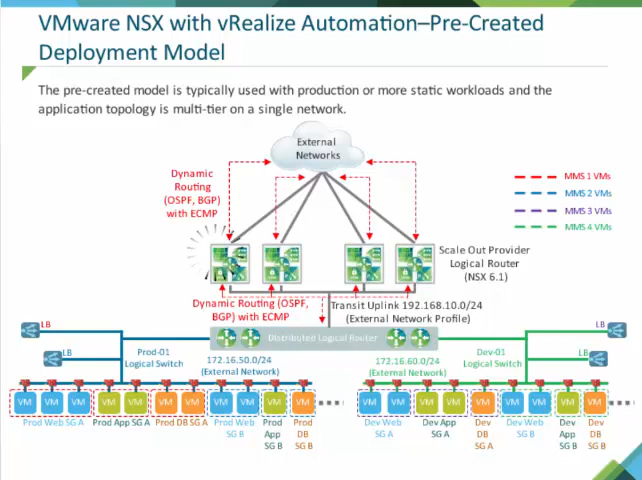 VMware NSX with vRealize Automation–Pre-Created
Deployment Model
The pre-created model is typically used with production or more static workloads and the
application topology is multi-tier on a single network.
External
Networks
Dynamic
Routing
(OSPF, BGP)
with ECMP
MMS 1 VMs
MMS 2 VMs
MMS 3 VMs
MMS 4 VMs
Scale Out Provider
Logical Router
(NSX 6.1)
Dynamic Routing (OSPF,
BGP) with ECMP
Transit Uplink 192.168.10.0/24
(External Network Profile)
Distributed Logical Router
LB
LB
Prod-01
Logical Switch
172.16.50.0/24
(External Network)
172.16.60.0/24
(External Network)
Dev-01
Logical Switch
LB
LB
VM VM VM VM VM VM VM VM VM VM VM VM VM VM VM VM VM VM VM VM
Prod Web SG A
Prod App SG A
Prod DB SG A
Prod Web
SG B
Prod
App
SG B
Prod
DB
SG B
Dev Web
SG A
Dev App
SG A
Dev
DB
SG A
Dev Web
SG B
Dev
App
SG B
Dev
DB
SG B